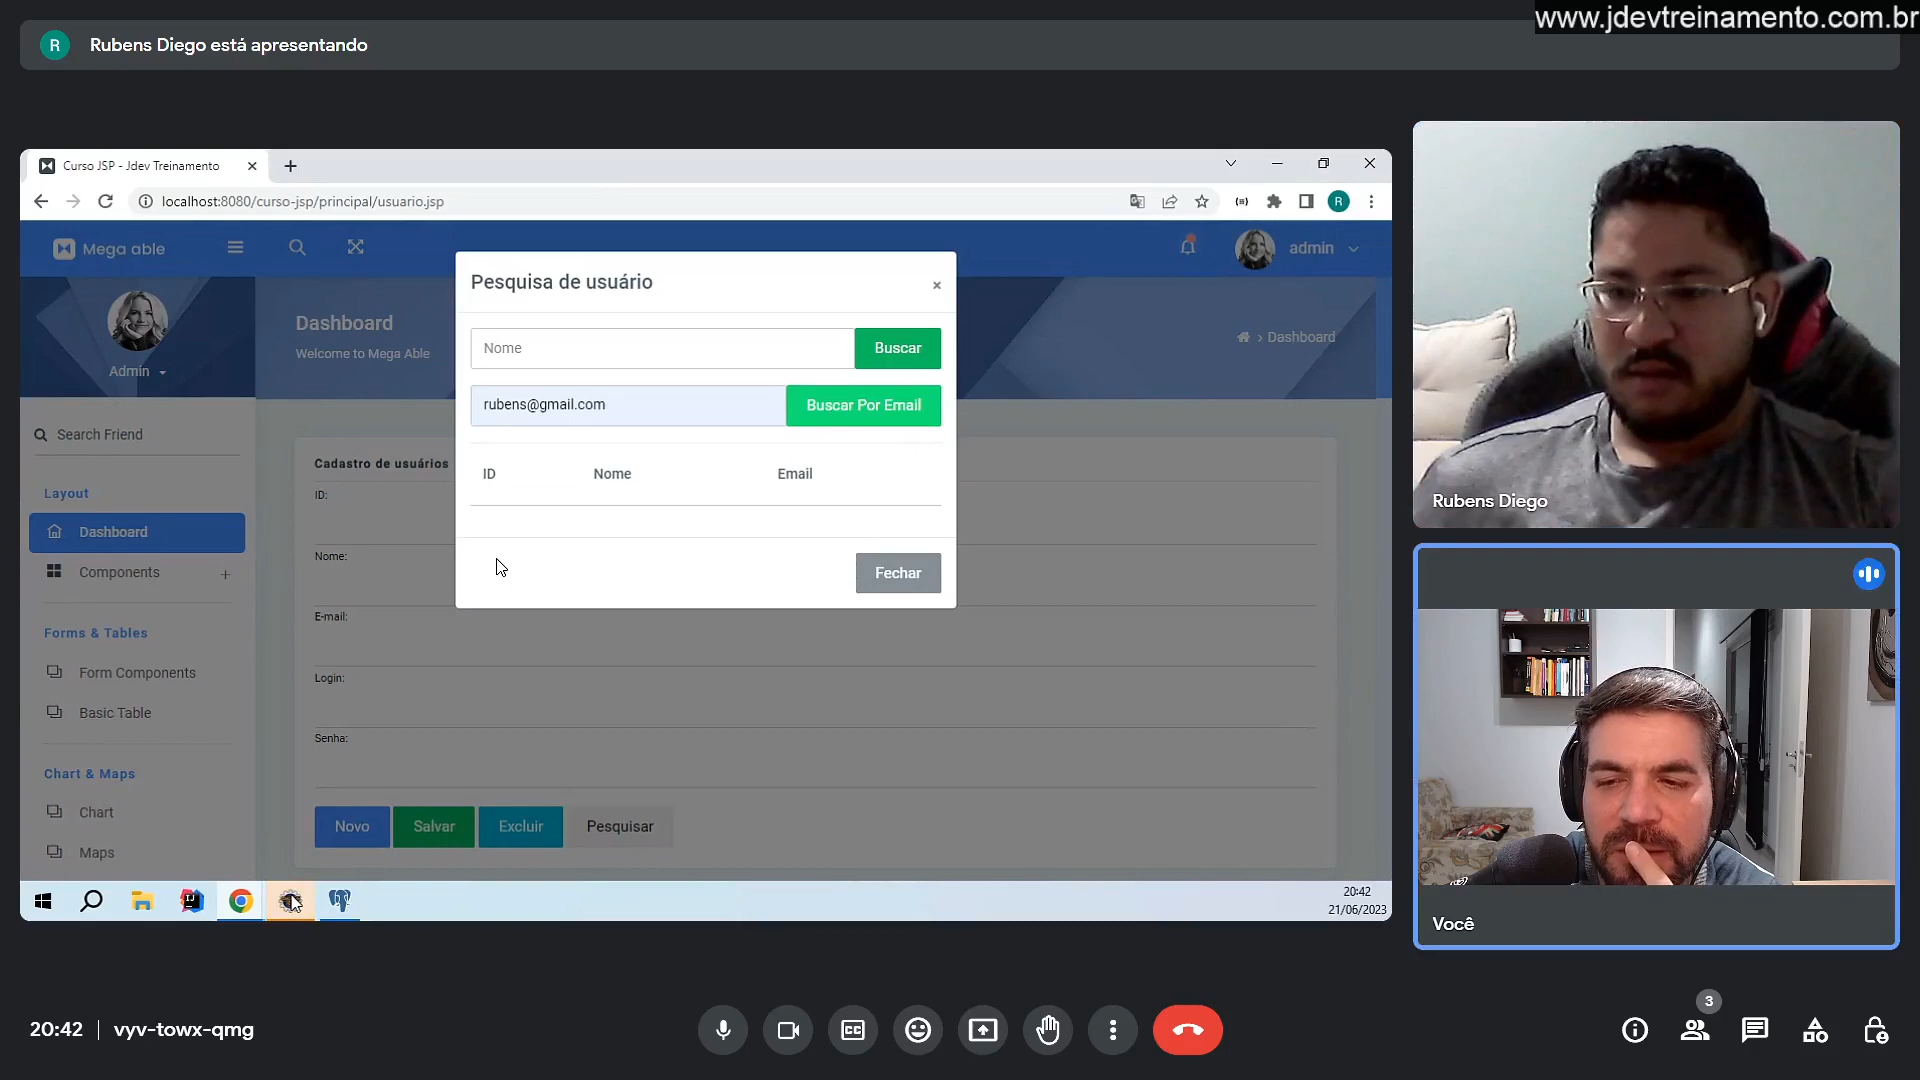 www.jdevtreinamento.com.br
R Rubens Diego está apresentando
Curso JSP - Jdev Treinamento
localhost:8080/curso-jsp/principal/usuario.jsp
R
Mega able
admin
Pesquisa de usuário
×
Nome
Buscar
rubens@gmail.com
Buscar Por Email
ID Nome Email
Fechar
Dashboard
Welcome to Mega Able
> Dashboard
Admin
Search Friend
Layout
Dashboard
Components +
Forms & Tables
Form Components
Basic Table
Chart & Maps
Chart
Maps
Cadastro de usuários
ID:
Nome:
E-mail:
Login:
Senha:
Novo
Salvar
Excluir
Pesquisar
20:42
21/06/2023
Rubens Diego
Você
20:42 | vyv-towx-qmg
3